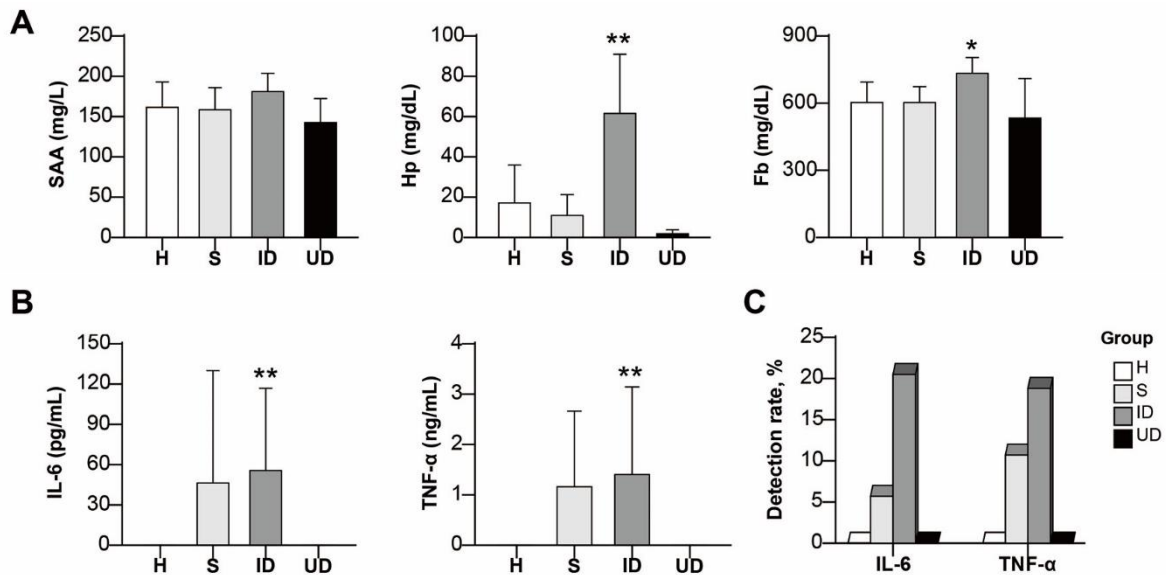 A
SAA (mg/L)
250
200
150
100
50
0
H S ID UD
Hp (mg/dL)
100
80
60
40
20
0
**
H S ID UD
Fb (mg/dL)
900
600
300
0
*
H S ID UD
B
IL-6 (pg/mL)
150
120
90
60
30
0
**
H S ID UD
TNF-α (ng/mL)
4
3
2
1
0
**
H S ID UD
C
Detection rate, %
25
20
15
10
5
0
IL-6 TNF-α
Group
H
S
ID
UD